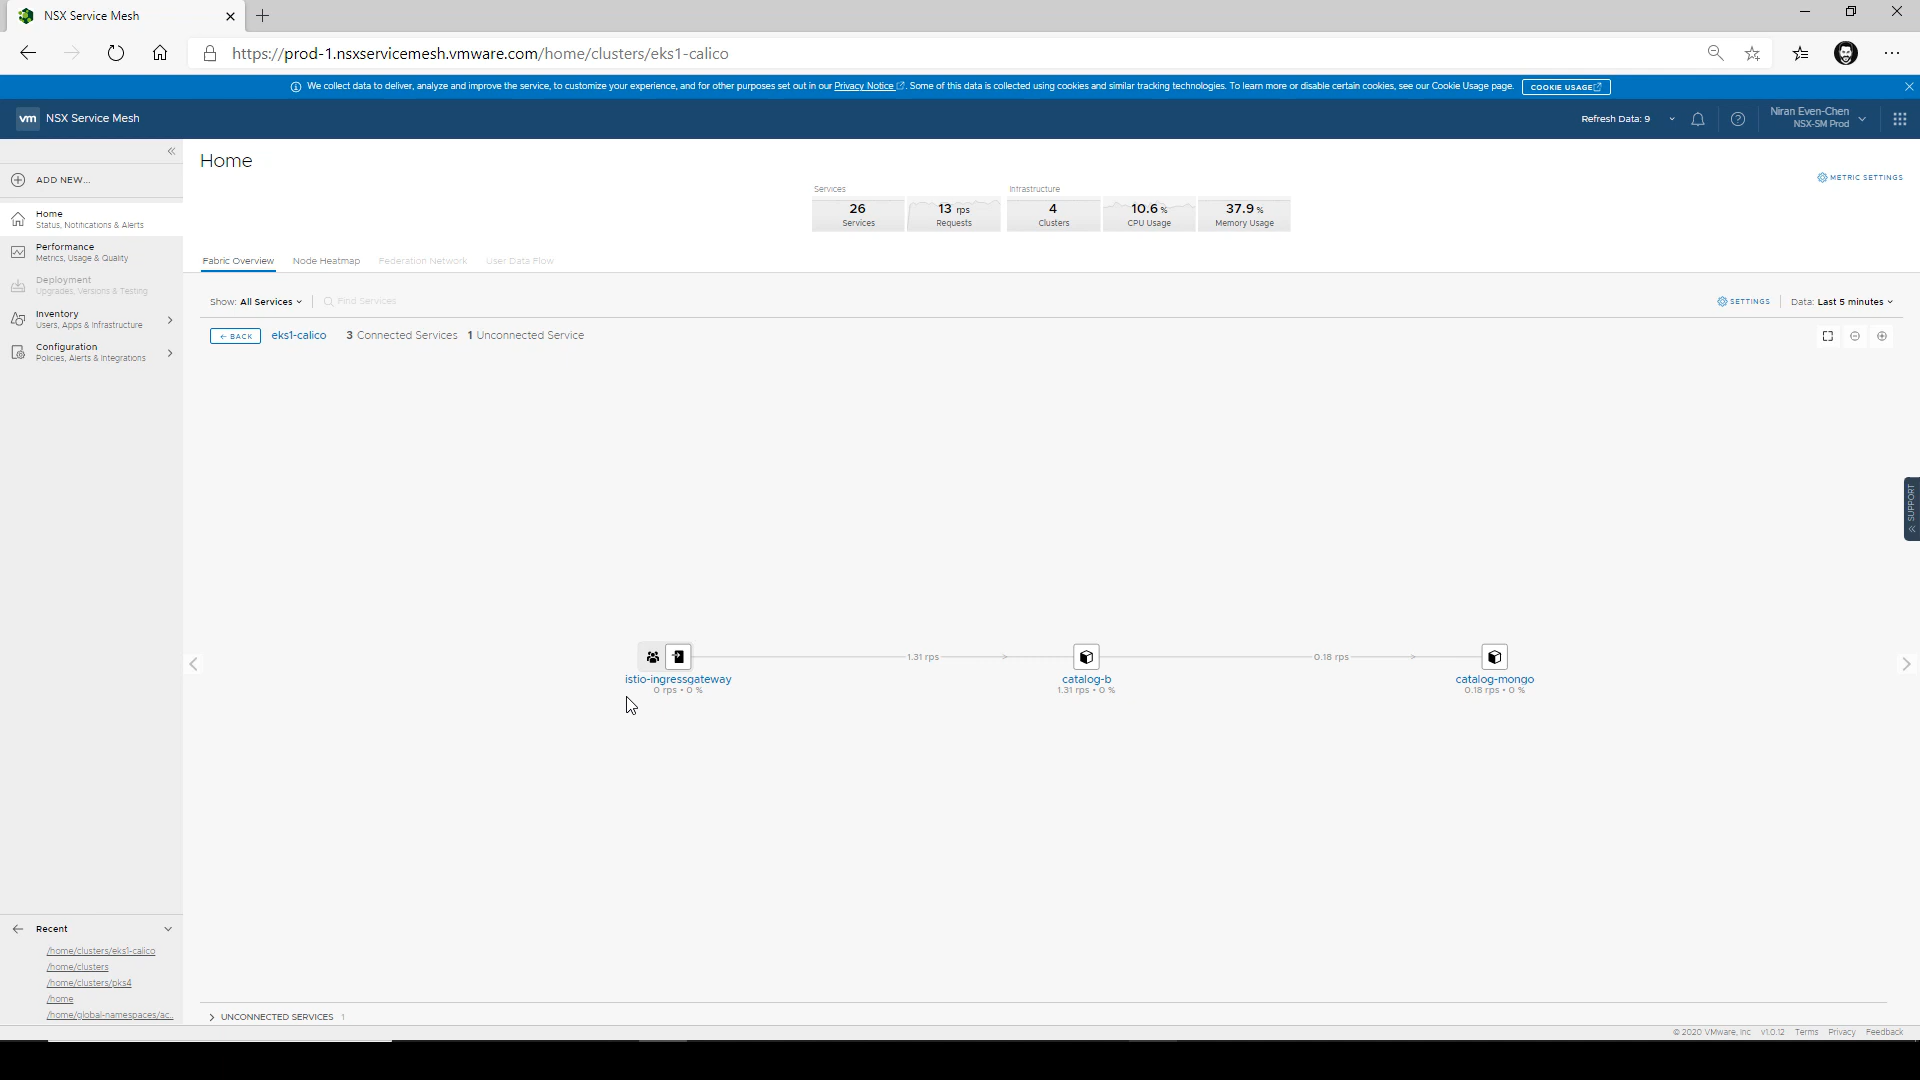 NSX Service Mesh
https://prod-1.nsxservicemesh.vmware.com/home/clusters/eks1-calico
We collect data to deliver, analyze and improve the service, to customize your experience, and for other purposes set out in our Privacy Notice. Some of this data is collected using cookies and similar tracking technologies. To learn more or disable certain cookies, see our Cookie Usage page. COOKIE USAGE
vm NSX Service Mesh
Refresh Data: 9
Niran Even-Chen
NSX-SM Prod
ADD NEW...
Home
Status, Notifications & Alerts
Performance
Metrics, Usage & Quality
Deployment
Upgrades, Versions & Testing
Inventory
Users, Apps & Infrastructure
Configuration
Policies, Alerts & Integrations
Home
METRIC SETTINGS
Services
26
Services
13 rps
Requests
Infrastructure
4
Clusters
10.6 %
CPU Usage
37.9 %
Memory Usage
Fabric Overview Node Heatmap Federation Network User Data Flow
Show: All Services Find Services
SETTINGS Data: Last 5 minutes
BACK eks1-calico 3 Connected Services 1 Unconnected Service
SUPPORT
1.31 rps 0.18 rps
istio-ingressgateway
0 rps • 0 %
catalog-b
1.31 rps • 0 %
catalog-mongo
0.18 rps • 0 %
Recent
/home/clusters/eks1-calico
/home/clusters
/home/clusters/pks4
/home
/home/global-namespaces/ac..
UNCONNECTED SERVICES 1
© 2020 VMware, Inc v1.0.12 Terms Privacy Feedback